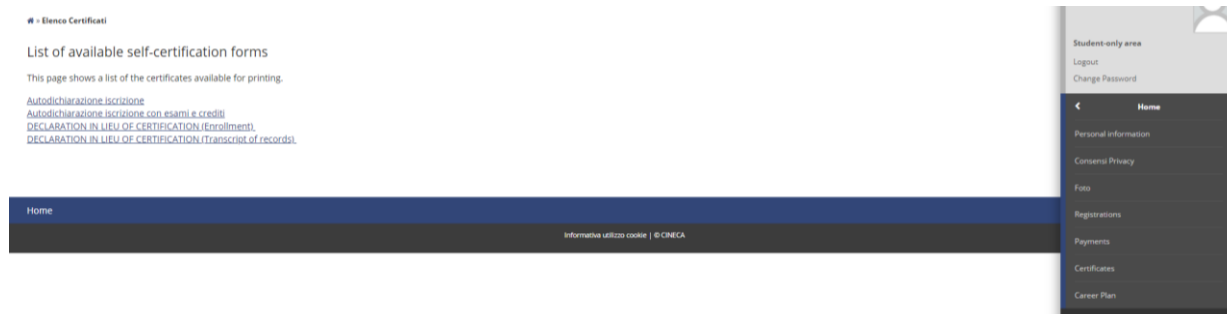 » Elenco Certificati
List of available self-certification forms
This page shows a list of the certificates available for printing.
Autodichiarazione iscrizione
Autodichiarazione iscrizione con esami e crediti
DECLARATION IN LIEU OF CERTIFICATION (Enrollment)
DECLARATION IN LIEU OF CERTIFICATION (Transcript of records)
Home
Informativa utilizzo cookie | © CINECA
Student-only area
Logout
Change Password
Home
Personal information
Consensi Privacy
Foto
Registrations
Payments
Certificates
Career Plan